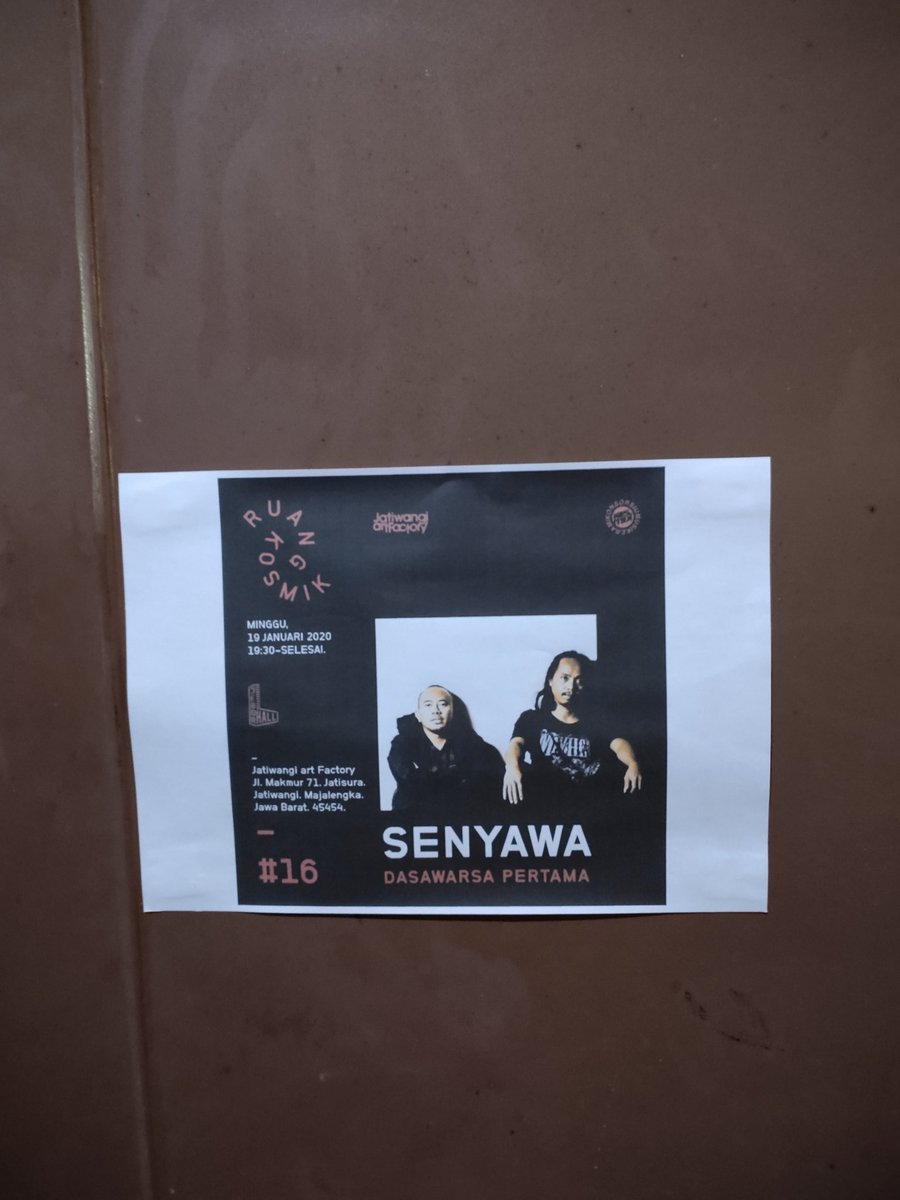 RUANG
KOSMIK
Jatiwangi
art Factory
MINGGU,
19 JANUARI 2020
19:30-SELESAI.
MALL
Jatiwangi art Factory
Jl. Makmur 71. Jatisura.
Jatiwangi. Majalengka.
Jawa Barat. 45454.
#16
SENYAWA
DASAWARSA PERTAMA